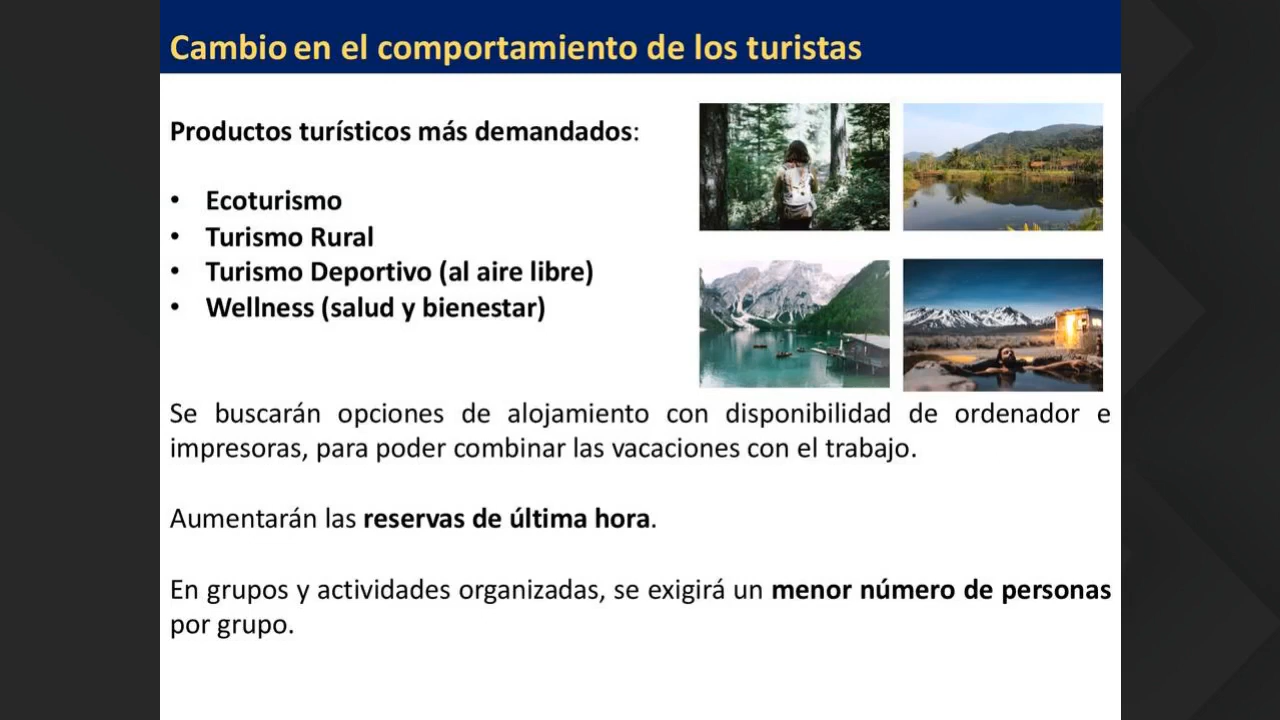 Cambio en el comportamiento de los turistas
Productos turísticos más demandados:
• Ecoturismo
• Turismo Rural
• Turismo Deportivo (al aire libre)
• Wellness (salud y bienestar)
Se buscarán opciones de alojamiento con disponibilidad de ordenador e
impresoras, para poder combinar las vacaciones con el trabajo.
Aumentarán las reservas de última hora.
En grupos y actividades organizadas, se exigirá un menor número de personas
por grupo.